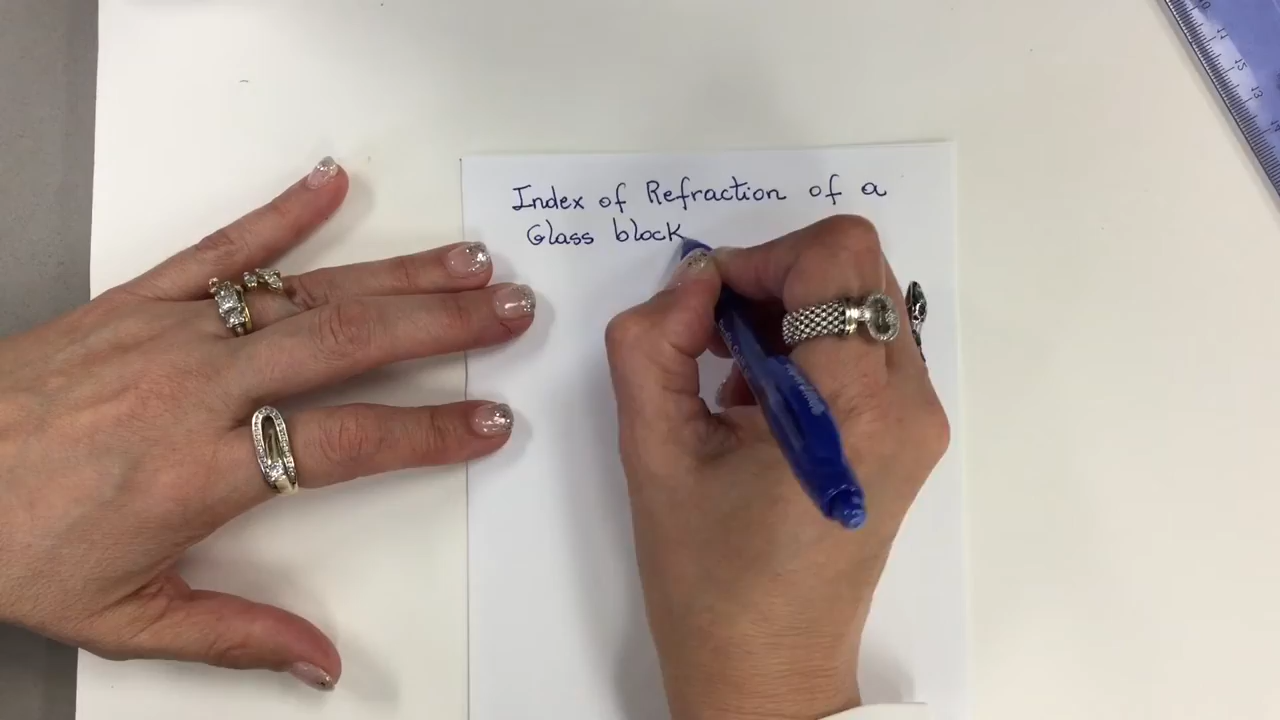 Index of Refraction of a
Glass block